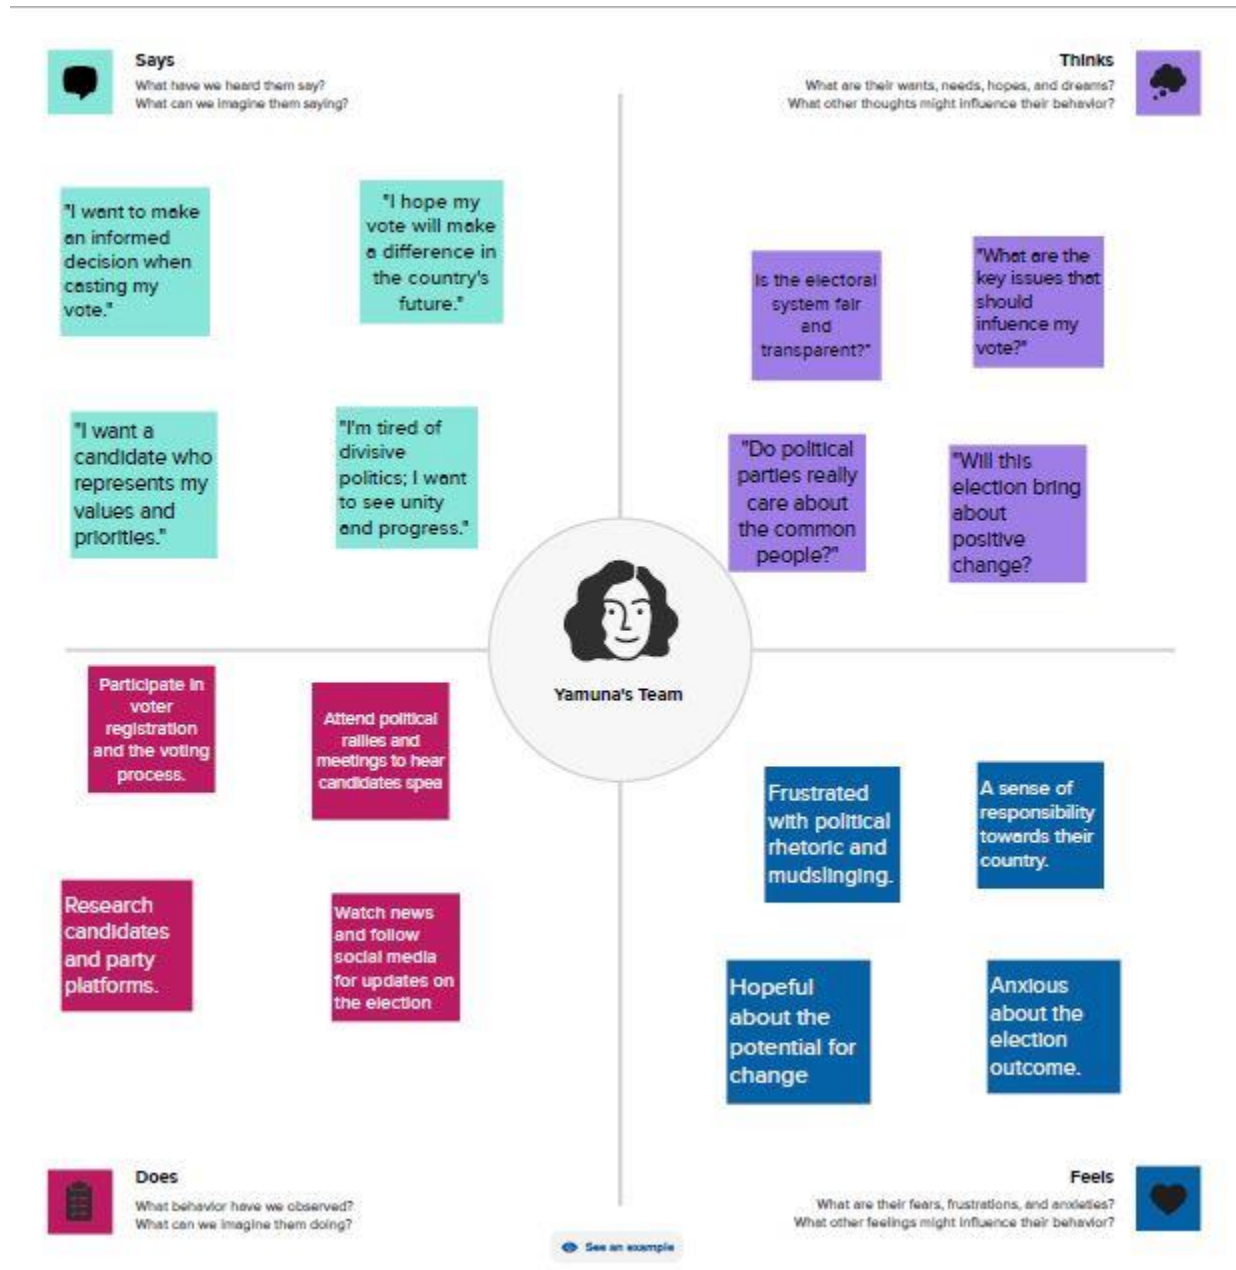 Says
What have we heard them say?
What can we imagine them saying?
Thinks
What are their wants, needs, hopes, and dreams?
What other thoughts might influence their behavior?
"I want to make
an informed
decision when
casting my
vote."
"I hope my
vote will make
a difference in
the country's
future."
Is the electoral
system fair
and
transparent?"
"What are the
key issues that
should
infuence my
vote?"
"I want a
candidate who
represents my
values and
priorities."
"I'm tired of
divisive
politics; I want
to see unity
and progress."
"Do political
parties really
care about
the common
people?"
"Will this
election bring
about
positive
change?
Yamuna's Team
Participate in
voter
registration
and the voting
process.
Attend political
rallies and
meetings to hear
candidates spea
Research
candidates
and party
platforms.
Watch news
and follow
social media
for updates on
the election
Frustrated
with political
rhetoric and
mudslinging.
A sense of
responsibility
towards their
country.
Hopeful
about the
potential for
change
Anxious
about the
election
outcome.
Does
What behavior have we observed?
What can we imagine them doing?
Feels
What are their fears, frustrations, and anxieties?
What other feelings might influence their behavior?
See an example